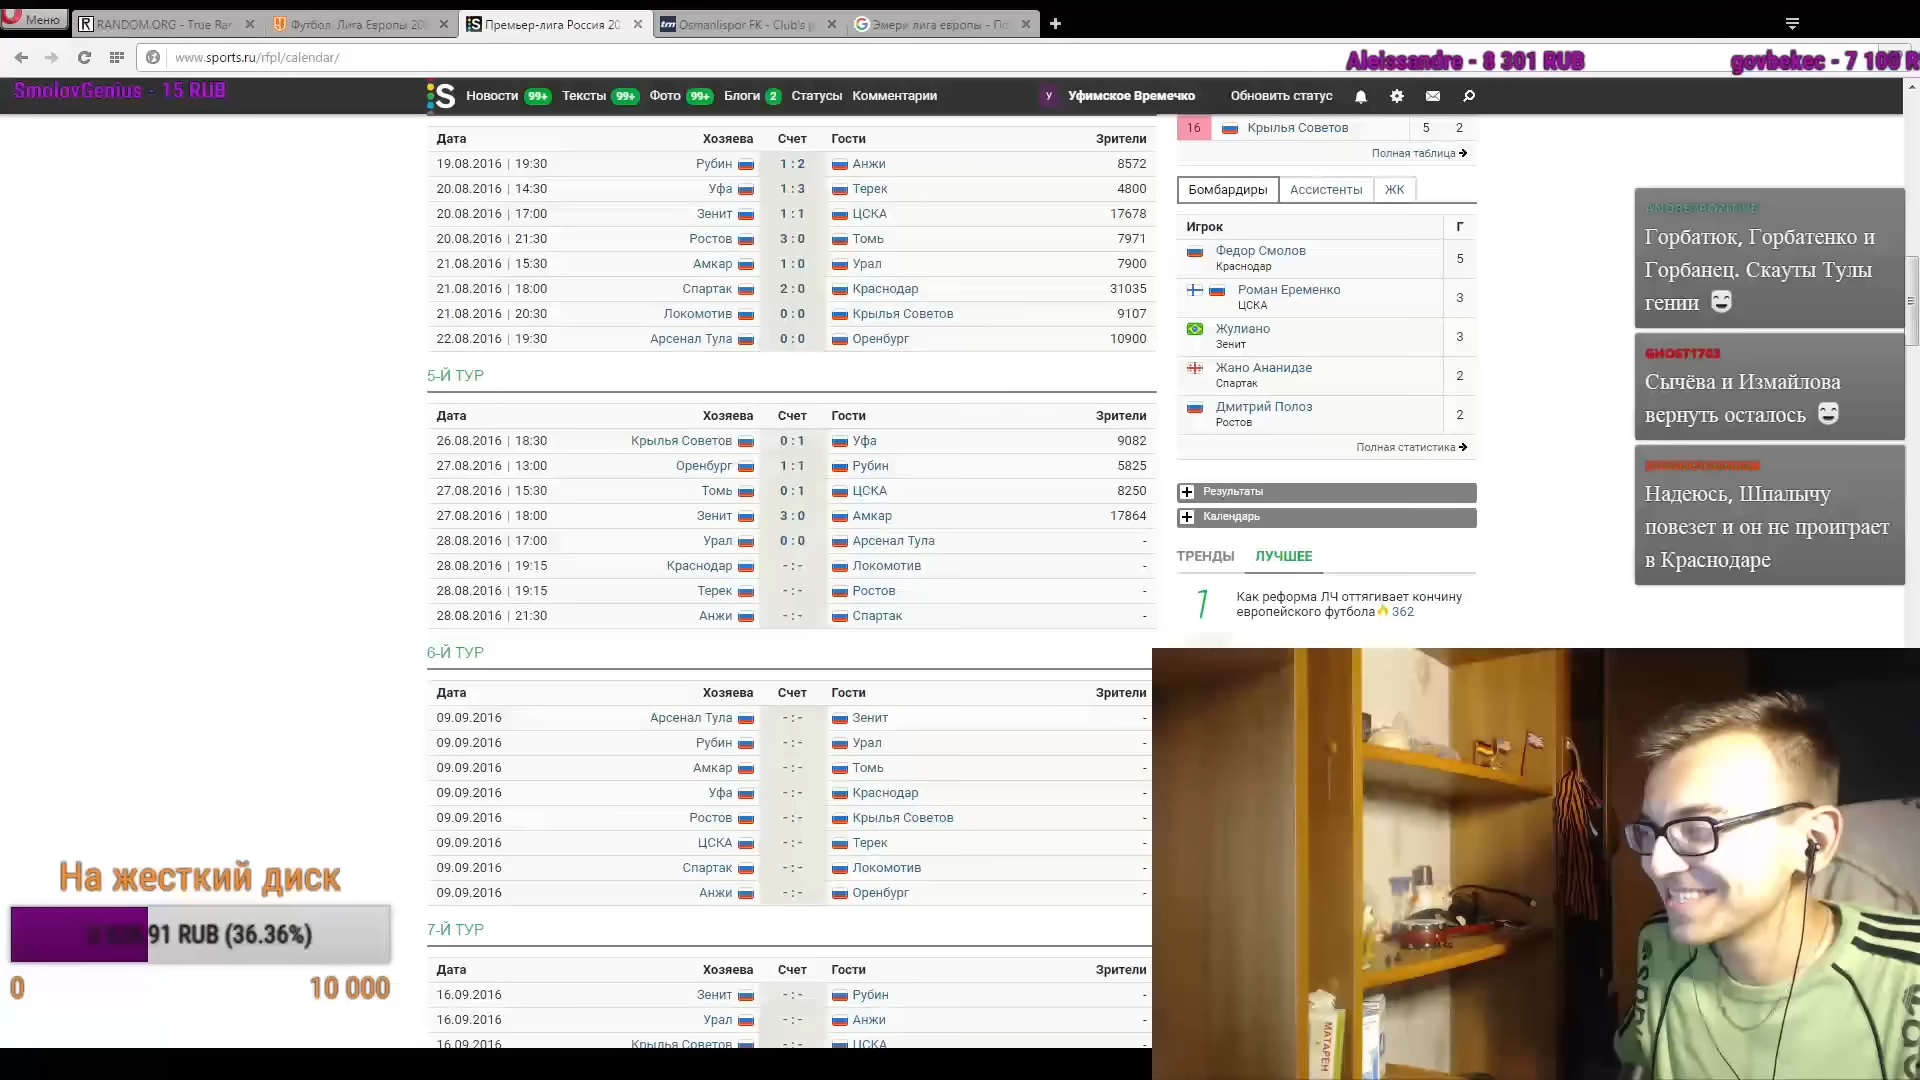 Меню
RANDOM.ORG - True Rar
Футбол. Лига Европы 20
Премьер-лига Россия 20
Osmanlispor FK - Club's p
Эмери лига европы - По
www.sports.ru/rfpl/calendar/
Aleissandre - 8 301 RUB
govbekec - 7 100 R
SmolovGenius - 15 RUB
S Новости 99+ Тексты 99+ Фото 99+ Блоги 2 Статусы Комментарии
У Уфимское Времечко Обновить статус
Дата Хозяева Счет Гости Зрители
19.08.2016 | 19:30 Рубин 1 : 2 Анжи 8572
20.08.2016 | 14:30 Уфа 1 : 3 Терек 4800
20.08.2016 | 17:00 Зенит 1 : 1 ЦСКА 17678
20.08.2016 | 21:30 Ростов 3 : 0 Томь 7971
21.08.2016 | 15:30 Амкар 1 : 0 Урал 7900
21.08.2016 | 18:00 Спартак 2 : 0 Краснодар 31035
21.08.2016 | 20:30 Локомотив 0 : 0 Крылья Советов 9107
22.08.2016 | 19:30 Арсенал Тула 0 : 0 Оренбург 10900
5-Й ТУР
Дата Хозяева Счет Гости Зрители
26.08.2016 | 18:30 Крылья Советов 0 : 1 Уфа 9082
27.08.2016 | 13:00 Оренбург 1 : 1 Рубин 5825
27.08.2016 | 15:30 Томь 0 : 1 ЦСКА 8250
27.08.2016 | 18:00 Зенит 3 : 0 Амкар 17864
28.08.2016 | 17:00 Урал 0 : 0 Арсенал Тула -
28.08.2016 | 19:15 Краснодар - : - Локомотив -
28.08.2016 | 19:15 Терек - : - Ростов -
28.08.2016 | 21:30 Анжи - : - Спартак -
6-Й ТУР
Дата Хозяева Счет Гости Зрители
09.09.2016 Арсенал Тула - : - Зенит -
09.09.2016 Рубин - : - Урал -
09.09.2016 Амкар - : - Томь -
09.09.2016 Уфа - : - Краснодар -
09.09.2016 Ростов - : - Крылья Советов -
09.09.2016 ЦСКА - : - Терек -
09.09.2016 Спартак - : - Локомотив -
09.09.2016 Анжи - : - Оренбург -
7-Й ТУР
Дата Хозяева Счет Гости Зрители
16.09.2016 Зенит - : - Рубин -
16.09.2016 Урал - : - Анжи -
16.09.2016 Крылья Советов - : - ЦСКА
16 Крылья Советов 5 2
Полная таблица
Бомбардиры Ассистенты ЖК
Игрок Г
Федор Смолов 5
Краснодар
Роман Еременко 3
ЦСКА
Жулиано 3
Зенит
Жано Ананидзе 2
Спартак
Дмитрий Полоз 2
Ростов
Полная статистика
Результаты
Календарь
ТРЕНДЫ ЛУЧШЕЕ
1
Как реформа ЛЧ оттягивает кончину
европейского футбола 362
Горбатюк, Горбатенко и
Горбанец. Скауты Тулы
гении
GHOST1703
Сычёва и Измайлова
вернуть осталось
Надеюсь, Шпалычу
повезет и он не проиграет
в Краснодаре
На жесткий диск
91 RUB (36.36%)
0
10 000
МАТАРЕН